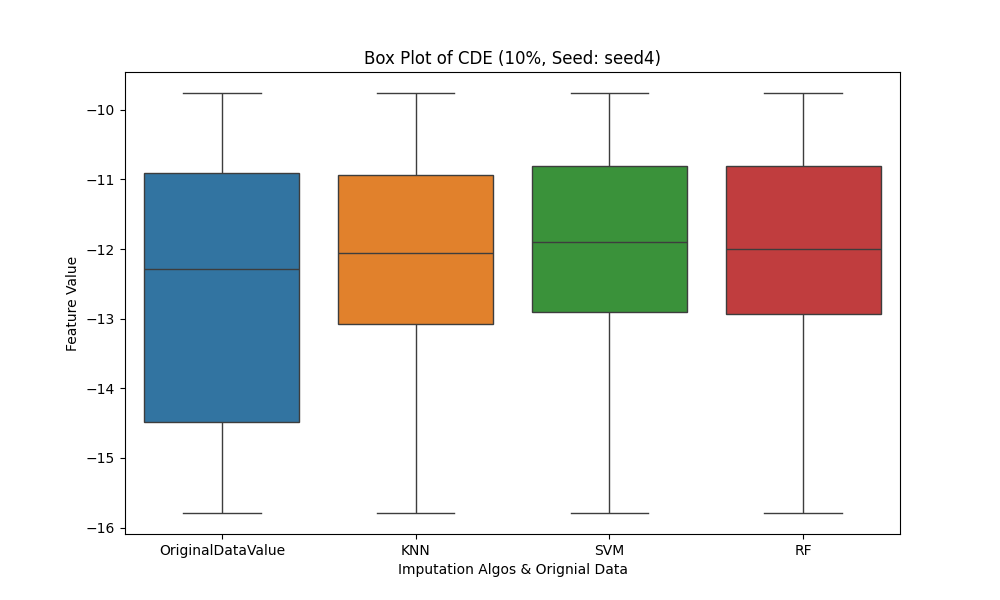 Box Plot of CDE (10%, Seed: seed4)
Feature Value
−10
−11
−12
−13
−14
−15
−16
OriginalDataValue KNN SVM RF
Imputation Algos & Orignial Data